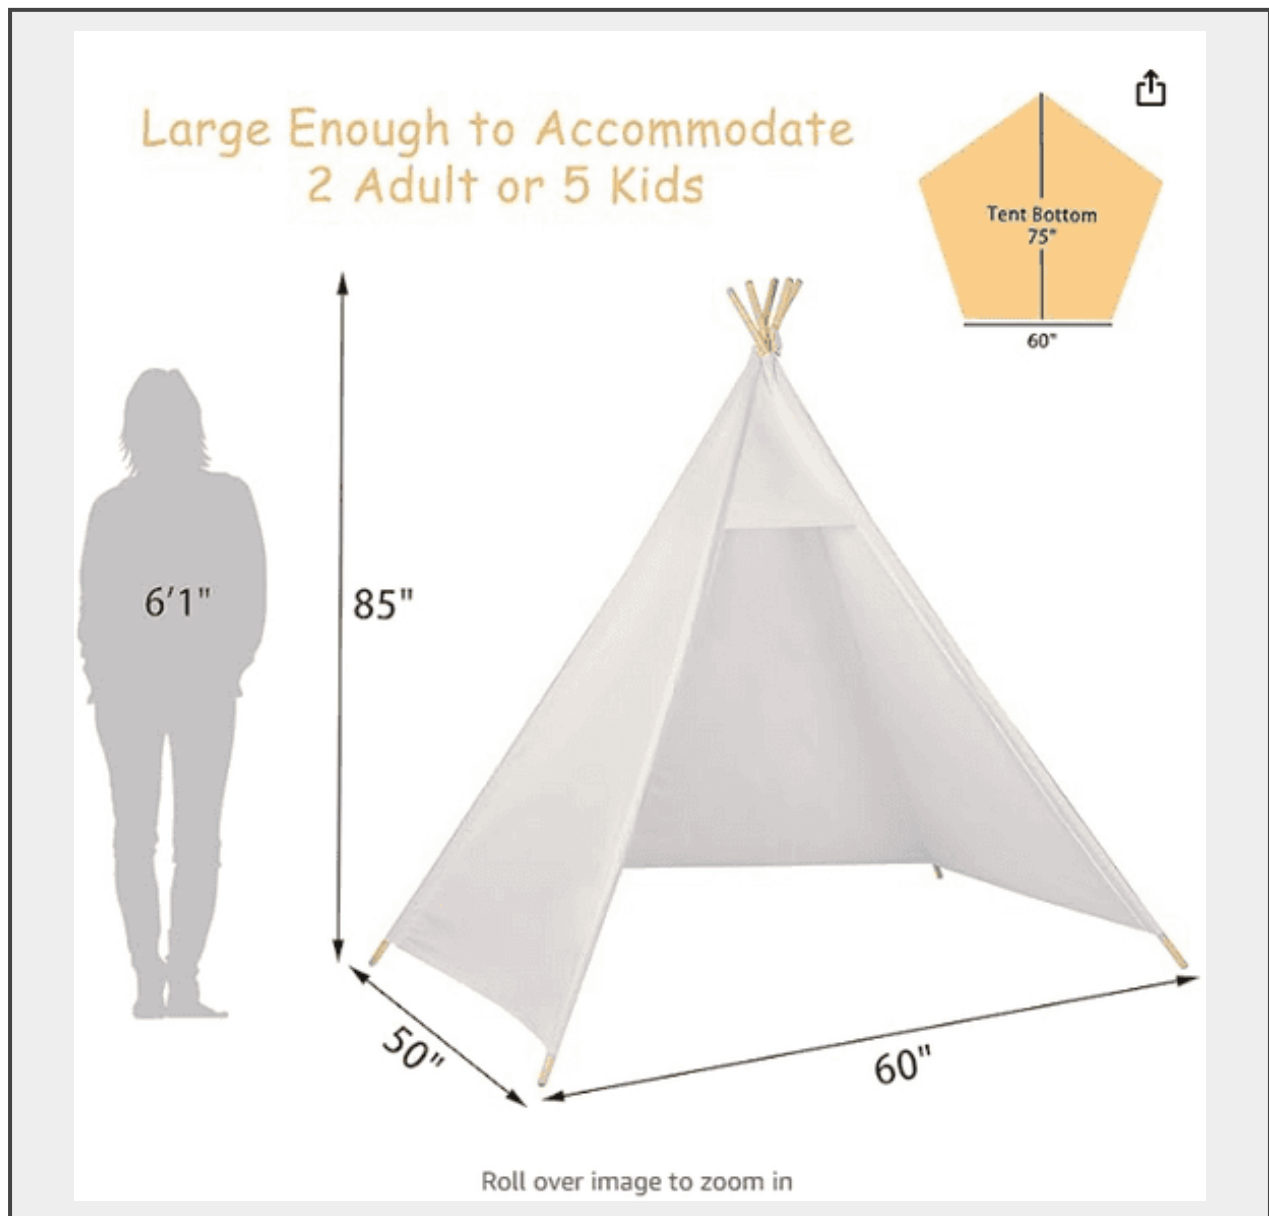 Large Enough to Accommodate
2 Adult or 5 Kids
Tent Bottom
75"
60"
6'1"
85"
50"
60"
Roll over image to zoom in